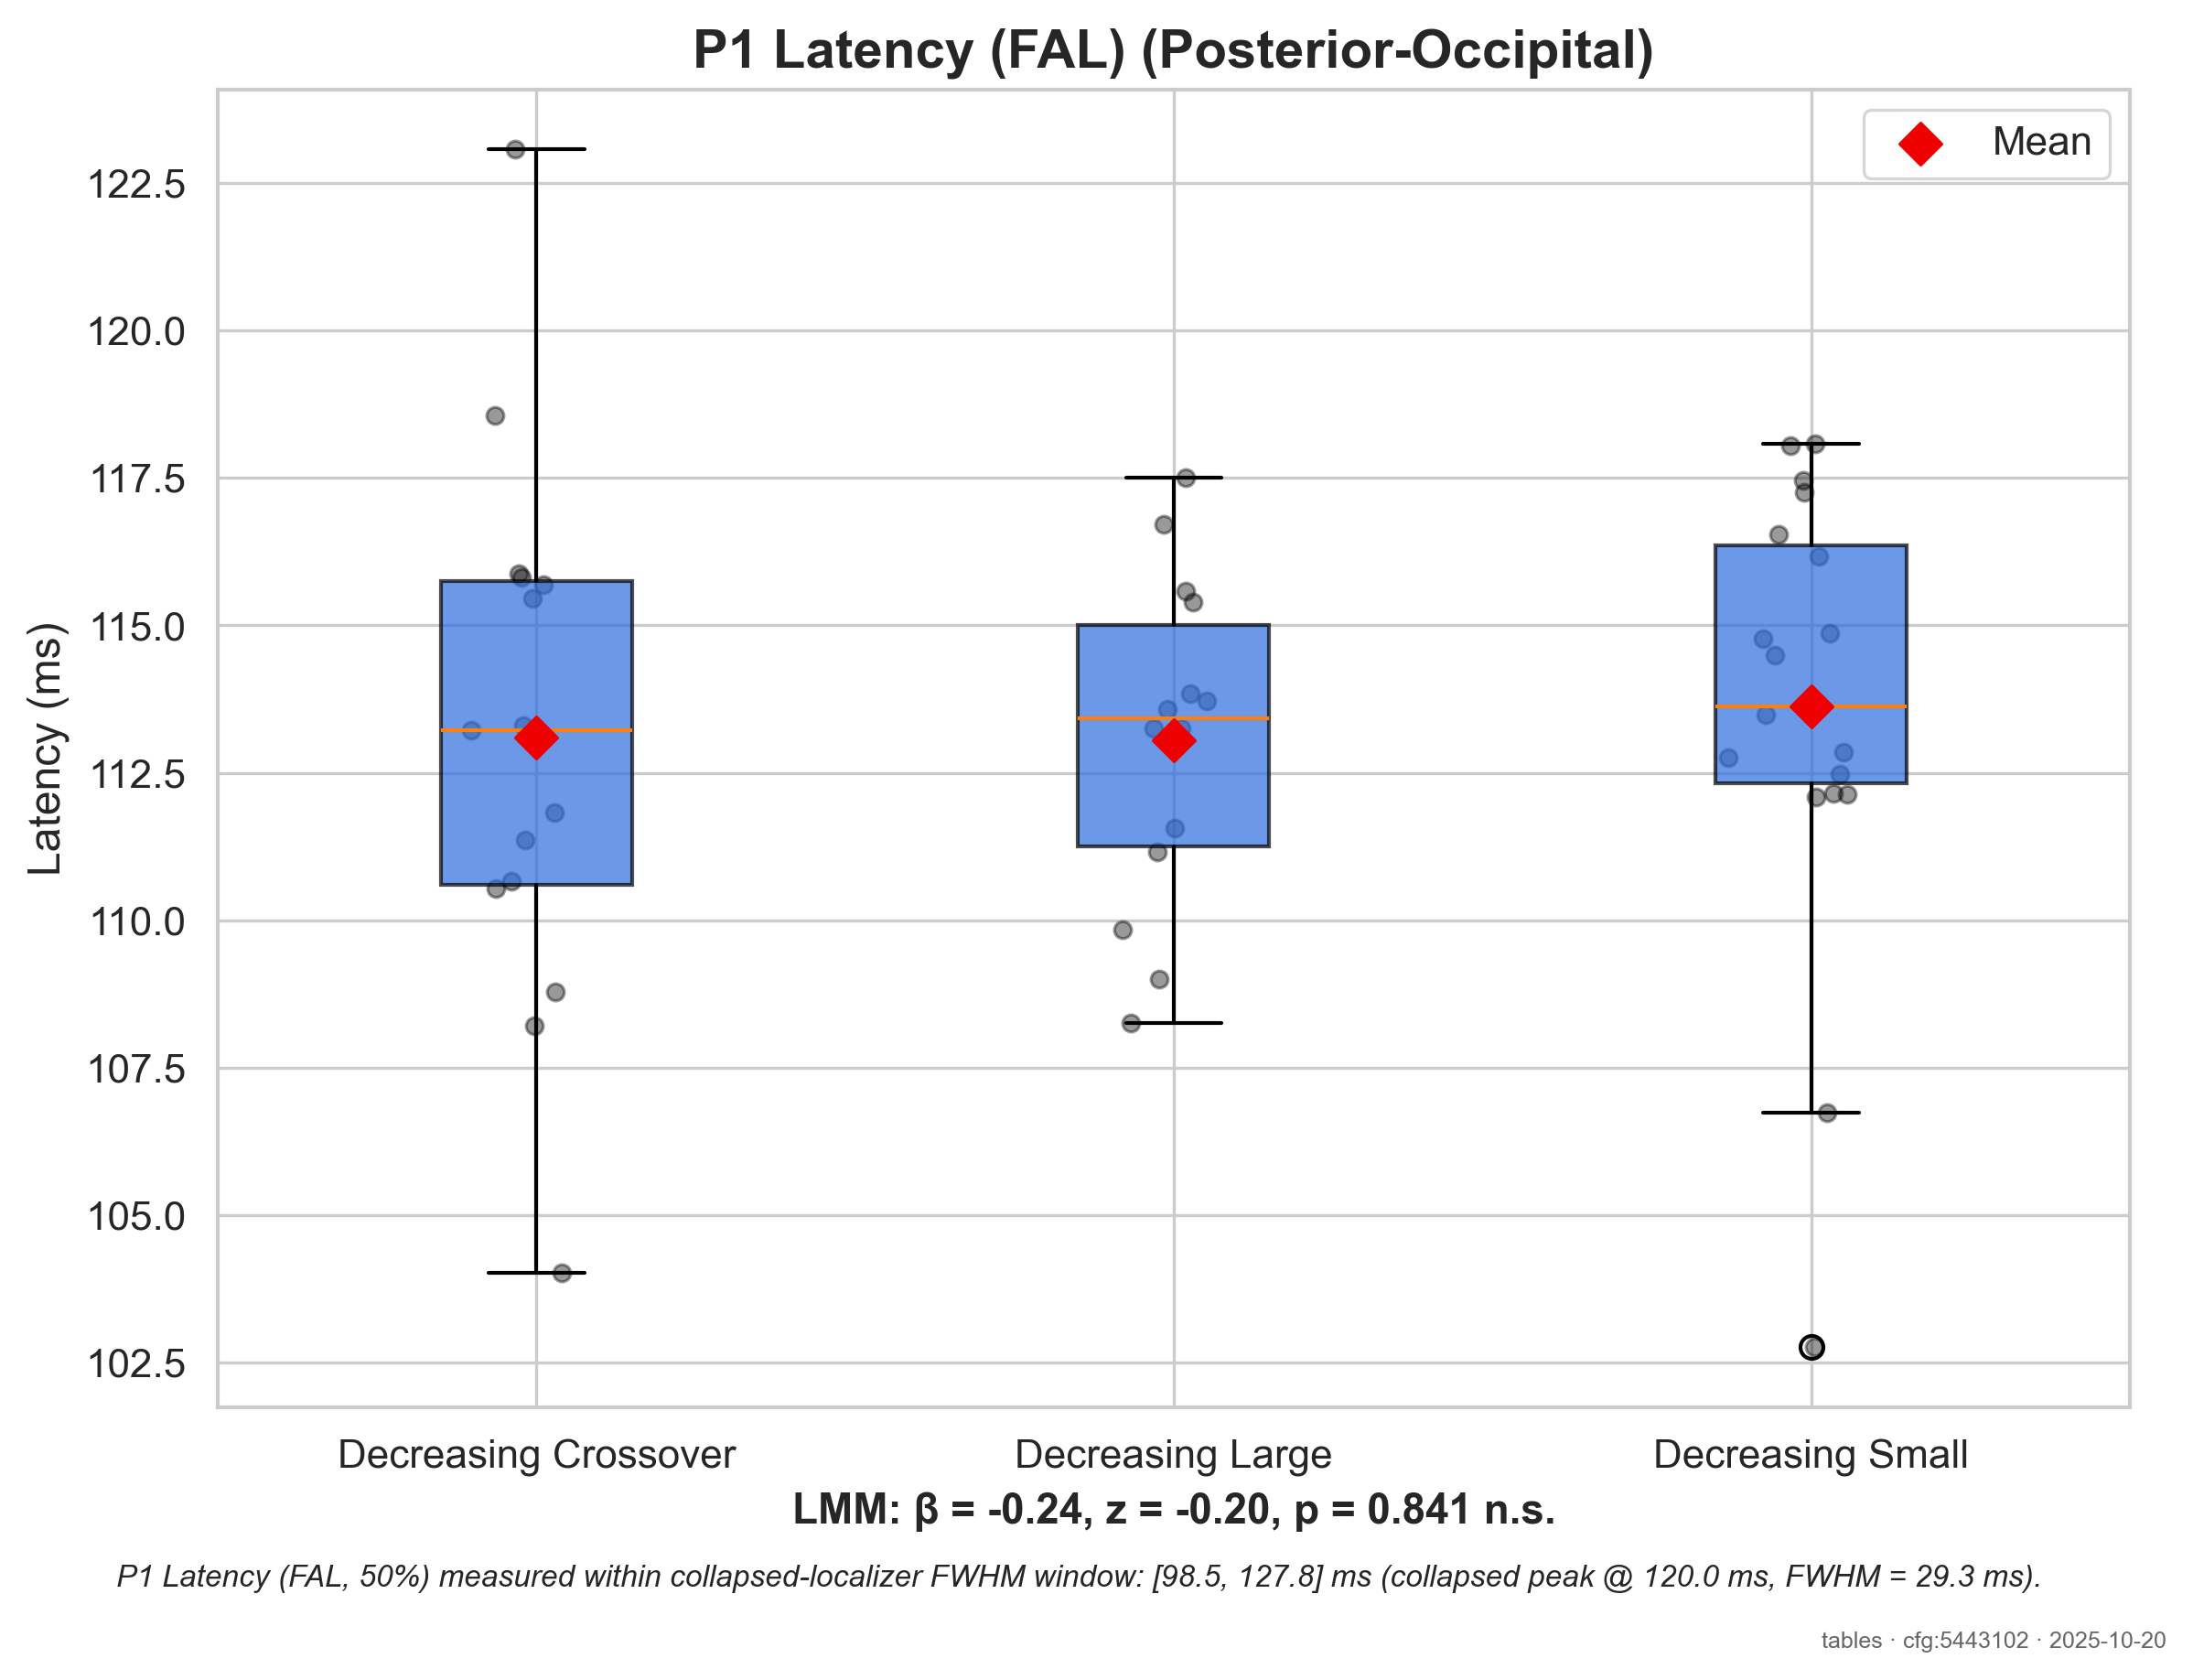 P1 Latency (FAL) (Posterior-Occipital)
Mean
Latency (ms)
122.5
120.0
117.5
115.0
112.5
110.0
107.5
105.0
102.5
Decreasing Crossover
Decreasing Large
Decreasing Small
LMM: β = -0.24, z = -0.20, p = 0.841 n.s.
P1 Latency (FAL, 50%) measured within collapsed-localizer FWHM window: [98.5, 127.8] ms (collapsed peak @ 120.0 ms, FWHM = 29.3 ms).
tables · cfg:5443102 · 2025-10-20